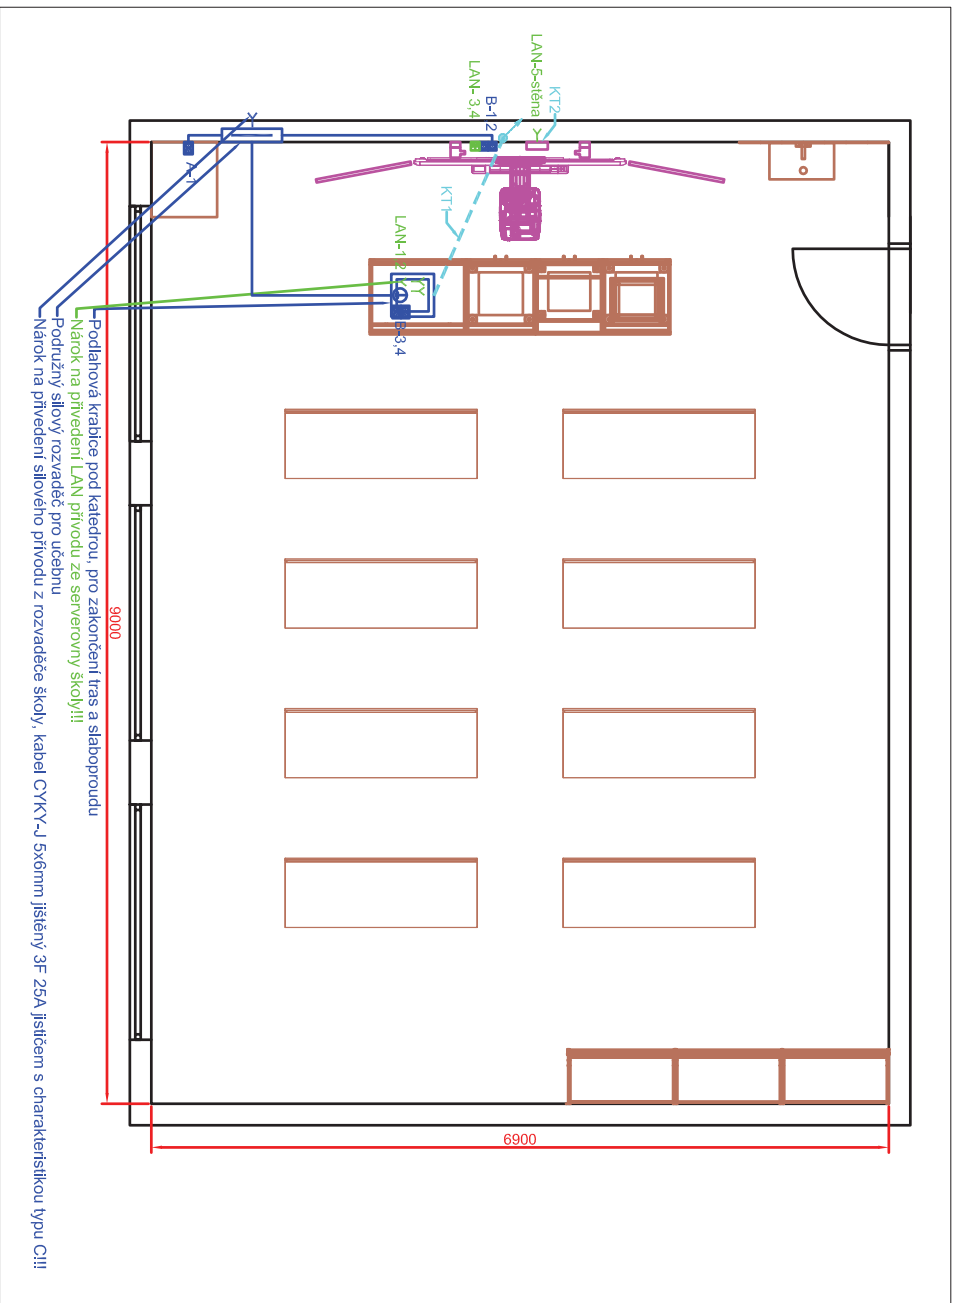 LAN-5-stěna
KT2
LAN- 3,4
B-1,2
A-1
KT1
LAN-1,2
B-3,4
Podlahová krabice pod katedrou, pro zakončení tras a slaboproudu
Nárok na přivedení LAN přívodu ze serverovny školy!!!
Podružný silový rozvaděč pro učebnu
Nárok na přivedení silového přívodu z rozvaděče školy, kabel CYKY-J 5x6mm jištěný 3F 25A jističem s charakteristikou typu C!!!
9000
6900